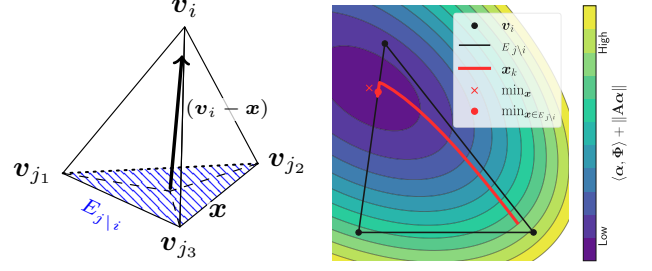 v_i
(v_i − x)
v_{j_1}
v_{j_2}
E_{j\i}
x
v_{j_3}
v_i
E_{j\i}
x_k
min_x
min_{x∈E_{j\i}}
High
Low
⟨α, Φ⟩ + ‖Aα‖